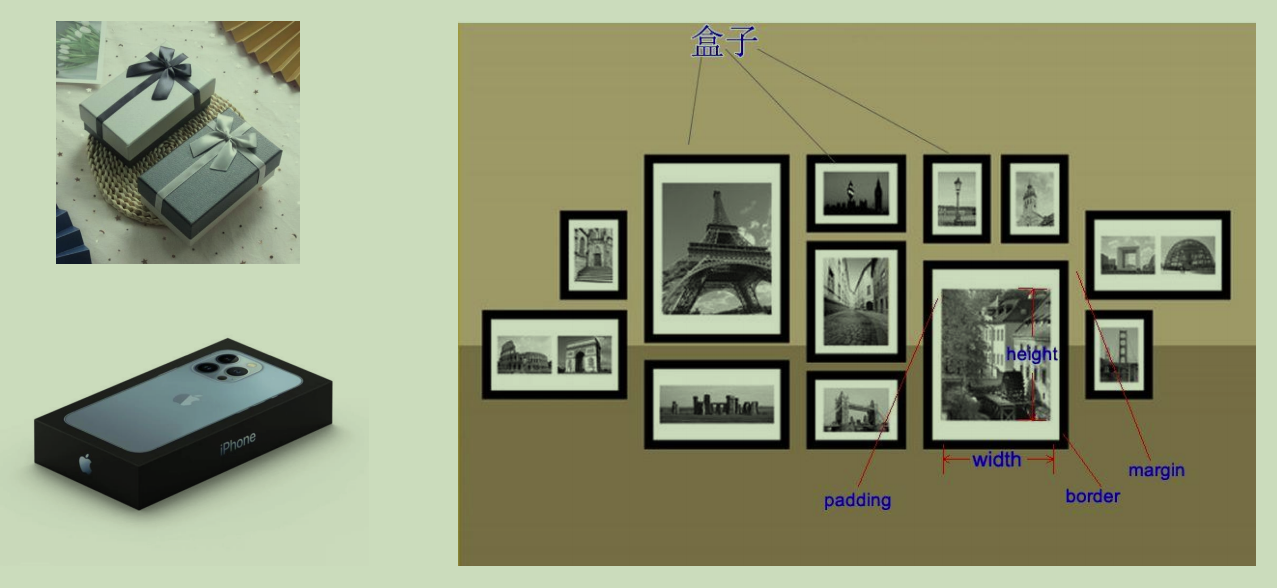 盒子
iPhone
height
width
padding
border
margin